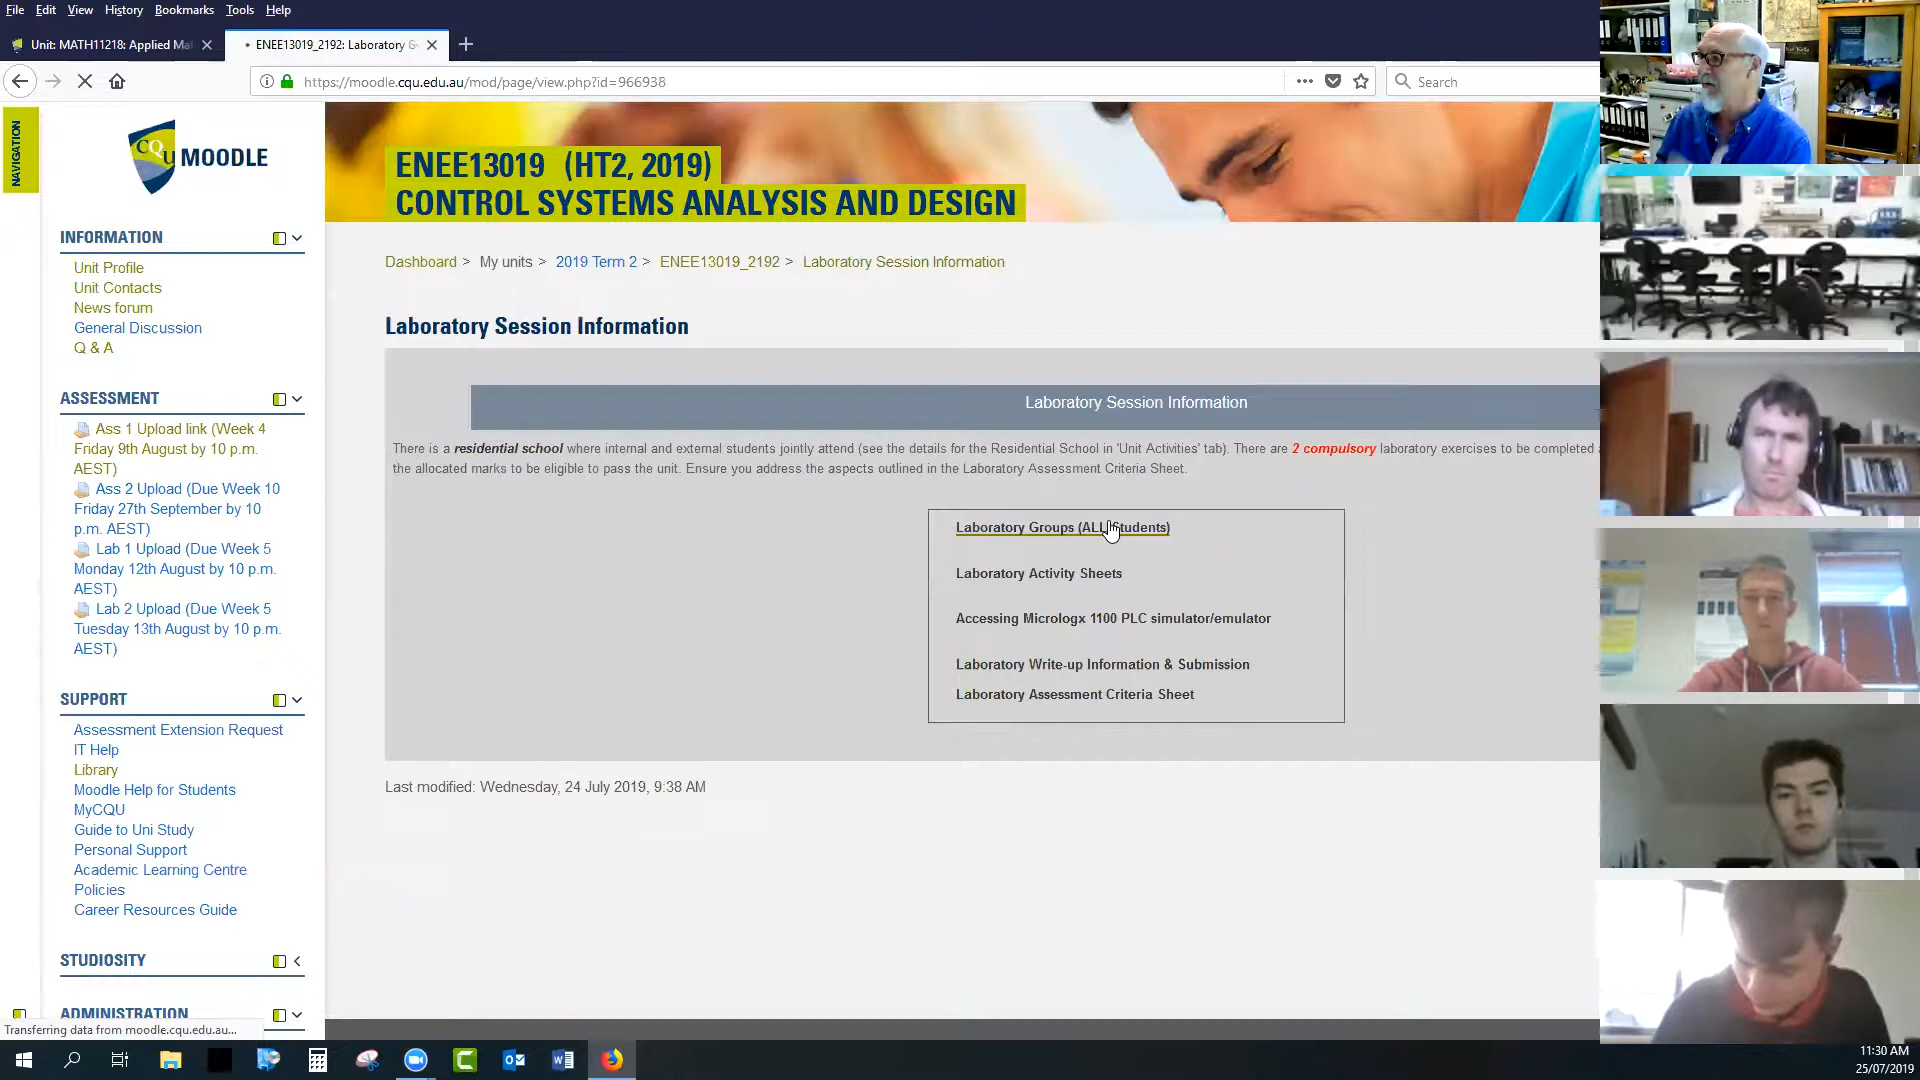 File Edit View History Bookmarks Tools Help
Unit: MATH11218: Applied Ma
ENEE13019_2192: Laboratory G
https://moodle.cqu.edu.au/mod/page/view.php?id=966938
Search
NAVIGATION
CQU MOODLE
ENEE13019 (HT2, 2019)
CONTROL SYSTEMS ANALYSIS AND DESIGN
INFORMATION
Unit Profile
Unit Contacts
News forum
General Discussion
Q & A
ASSESSMENT
Ass 1 Upload link (Week 4
Friday 9th August by 10 p.m.
AEST)
Ass 2 Upload (Due Week 10
Friday 27th September by 10
p.m. AEST)
Lab 1 Upload (Due Week 5
Monday 12th August by 10 p.m.
AEST)
Lab 2 Upload (Due Week 5
Tuesday 13th August by 10 p.m.
AEST)
SUPPORT
Assessment Extension Request
IT Help
Library
Moodle Help for Students
MyCQU
Guide to Uni Study
Personal Support
Academic Learning Centre
Policies
Career Resources Guide
STUDIOSITY
ADMINISTRATION
Dashboard > My units > 2019 Term 2 > ENEE13019_2192 > Laboratory Session Information
Laboratory Session Information
Laboratory Session Information
There is a residential school where internal and external students jointly attend (see the details for the Residential School in 'Unit Activities' tab). There are 2 compulsory laboratory exercises to be completed
the allocated marks to be eligible to pass the unit. Ensure you address the aspects outlined in the Laboratory Assessment Criteria Sheet.
Laboratory Groups (ALL Students)
Laboratory Activity Sheets
Accessing Micrologx 1100 PLC simulator/emulator
Laboratory Write-up Information & Submission
Laboratory Assessment Criteria Sheet
Last modified: Wednesday, 24 July 2019, 9:38 AM
Transferring data from moodle.cqu.edu.au...
11:30 AM
25/07/2019